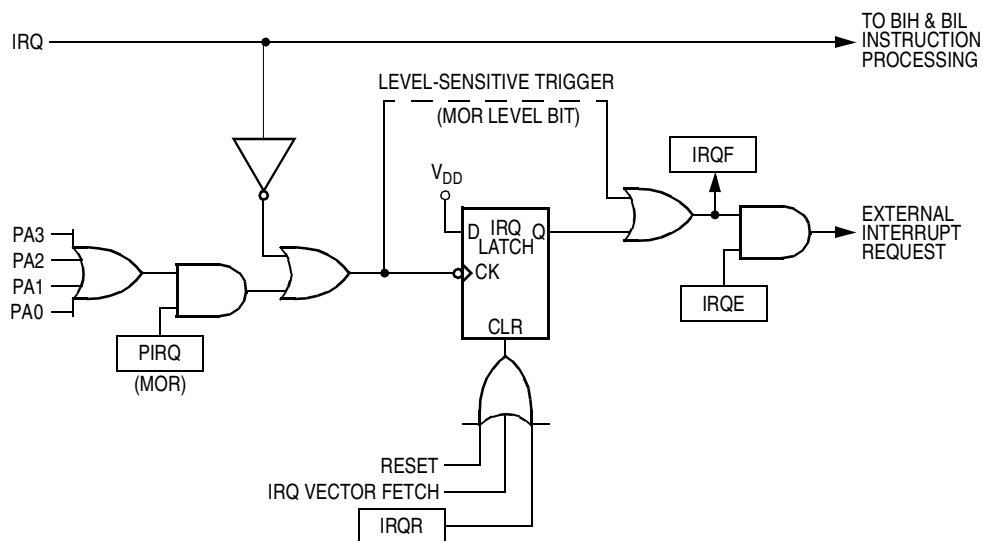 IRQ
TO BIH & BIL
INSTRUCTION
PROCESSING
LEVEL-SENSITIVE TRIGGER
(MOR LEVEL BIT)
VDD
IRQF
D IRQ Q
LATCH
CK
CLR
EXTERNAL
INTERRUPT
REQUEST
PA3
PA2
PA1
PA0
IRQE
PIRQ
(MOR)
RESET
IRQ VECTOR FETCH
IRQR